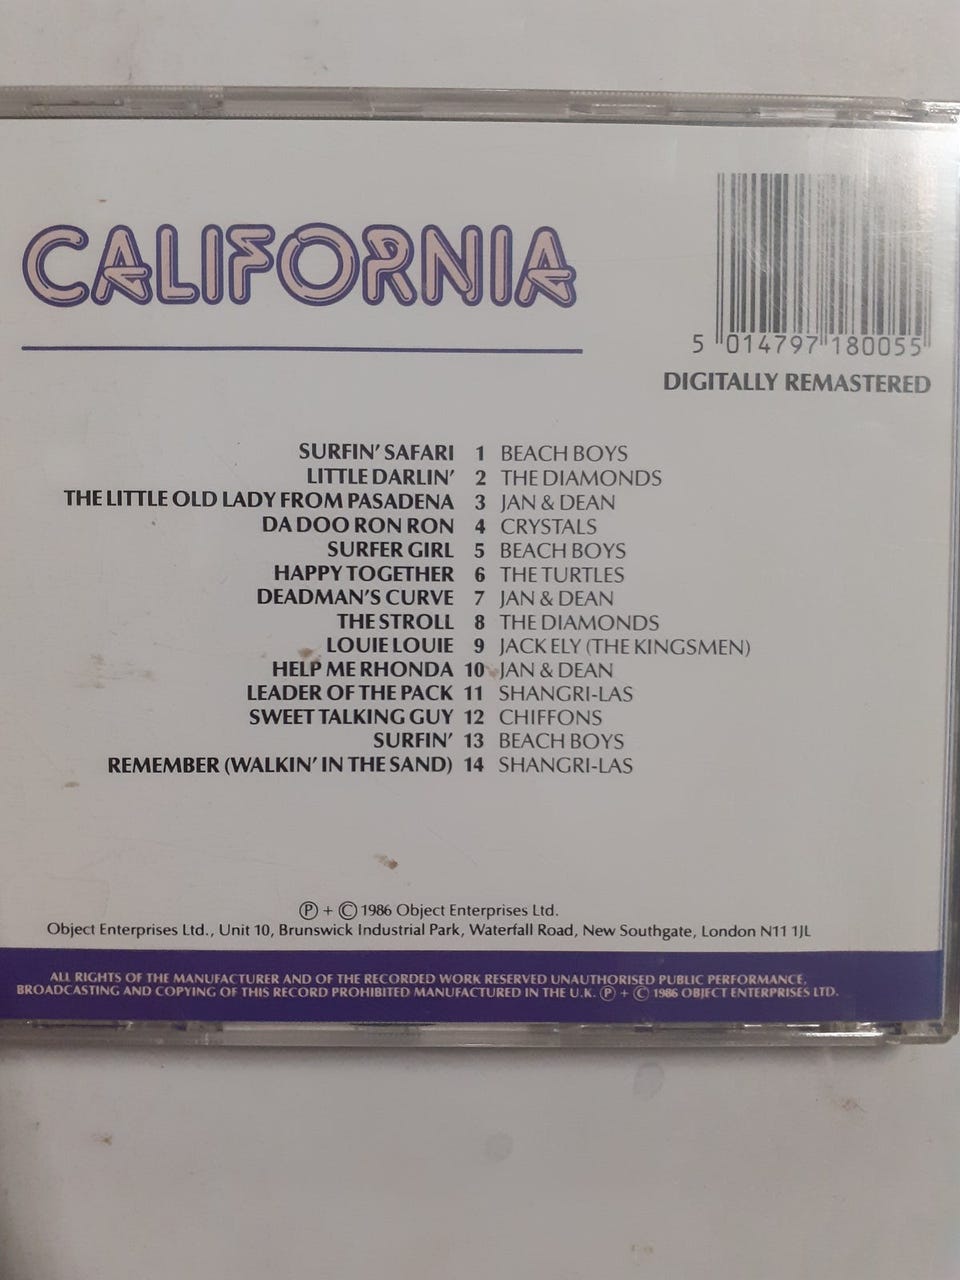 CALIFORNIA
5 014797 180055
DIGITALLY REMASTERED
SURFIN' SAFARI 1 BEACH BOYS
LITTLE DARLIN' 2 THE DIAMONDS
THE LITTLE OLD LADY FROM PASADENA 3 JAN & DEAN
DA DOO RON RON 4 CRYSTALS
SURFER GIRL 5 BEACH BOYS
HAPPY TOGETHER 6 THE TURTLES
DEADMAN'S CURVE 7 JAN & DEAN
THE STROLL 8 THE DIAMONDS
LOUIE LOUIE 9 JACK ELY (THE KINGSMEN)
HELP ME RHONDA 10 JAN & DEAN
LEADER OF THE PACK 11 SHANGRI-LAS
SWEET TALKING GUY 12 CHIFFONS
SURFIN' 13 BEACH BOYS
REMEMBER (WALKIN' IN THE SAND) 14 SHANGRI-LAS
Ⓟ + © 1986 Object Enterprises Ltd.
Object Enterprises Ltd., Unit 10, Brunswick Industrial Park, Waterfall Road, New Southgate, London N11 1JL
ALL RIGHTS OF THE MANUFACTURER AND OF THE RECORDED WORK RESERVED UNAUTHORISED PUBLIC PERFORMANCE,
BROADCASTING AND COPYING OF THIS RECORD PROHIBITED MANUFACTURED IN THE U.K. Ⓟ + © 1986 OBJECT ENTERPRISES LTD.